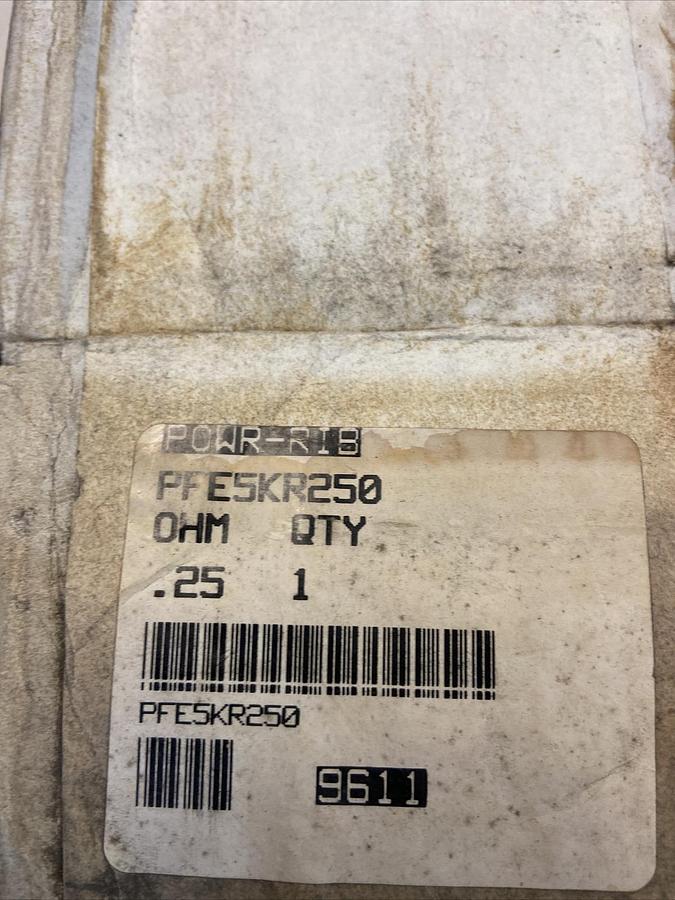 POWR-RIB
PFE5KR250
OHM QTY
.25 1
PFE5KR250
9611